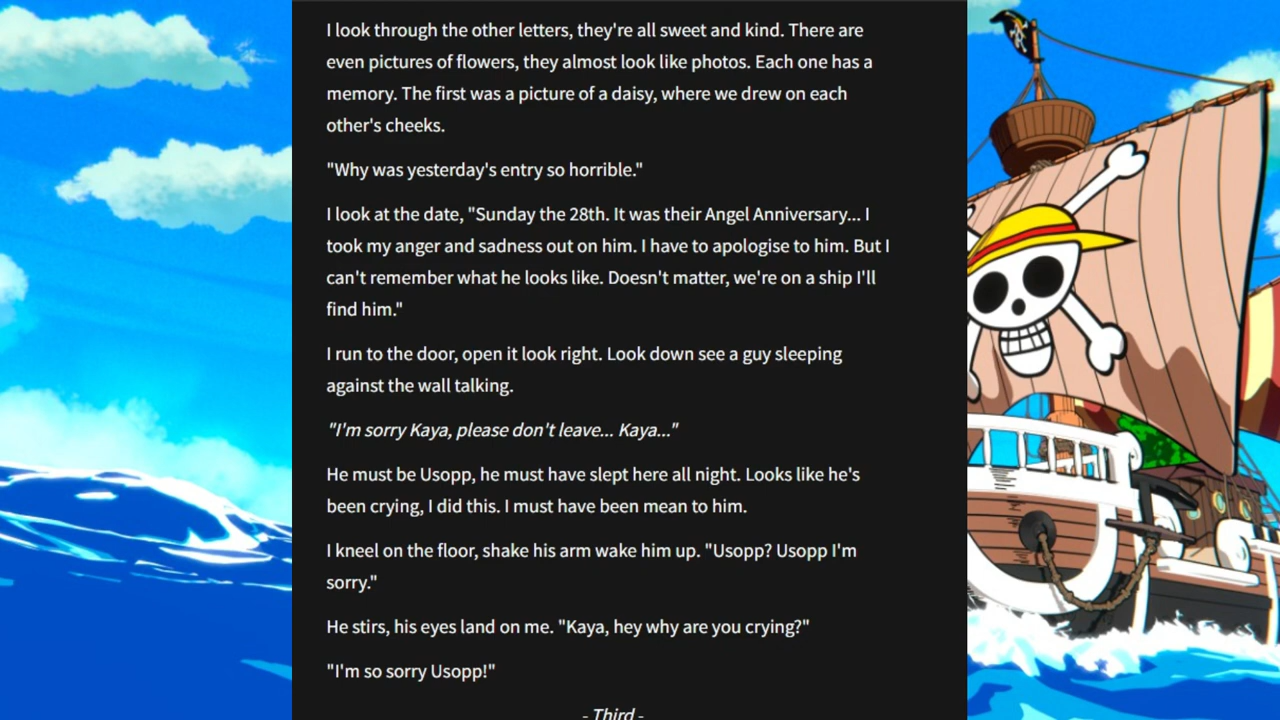 I look through the other letters, they're all sweet and kind. There are
even pictures of flowers, they almost look like photos. Each one has a
memory. The first was a picture of a daisy, where we drew on each
other's cheeks.
"Why was yesterday's entry so horrible."
I look at the date, "Sunday the 28th. It was their Angel Anniversary... I
took my anger and sadness out on him. I have to apologise to him. But I
can't remember what he looks like. Doesn't matter, we're on a ship I'll
find him."
I run to the door, open it look right. Look down see a guy sleeping
against the wall talking.
"I'm sorry Kaya, please don't leave... Kaya..."
He must be Usopp, he must have slept here all night. Looks like he's
been crying, I did this. I must have been mean to him.
I kneel on the floor, shake his arm wake him up. "Usopp? Usopp I'm
sorry."
He stirs, his eyes land on me. "Kaya, hey why are you crying?"
"I'm so sorry Usopp!"
- Third -